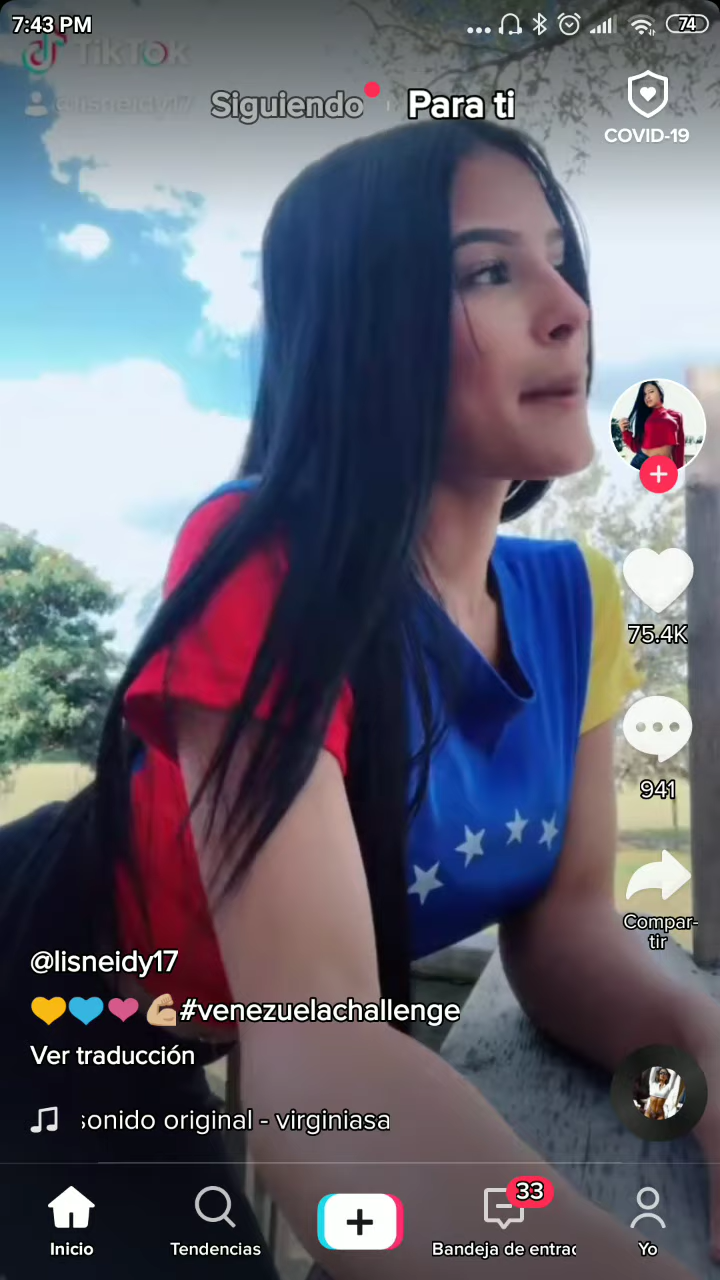 7:43 PM
74
TikTok
@lisneidy17
Siguiendo
Para ti
COVID-19
75.4K
941
Compar-
tir
@lisneidy17
#venezuelachallenge
Ver traducción
sonido original - virginiasa
33
Inicio
Tendencias
Bandeja de entrac
Yo